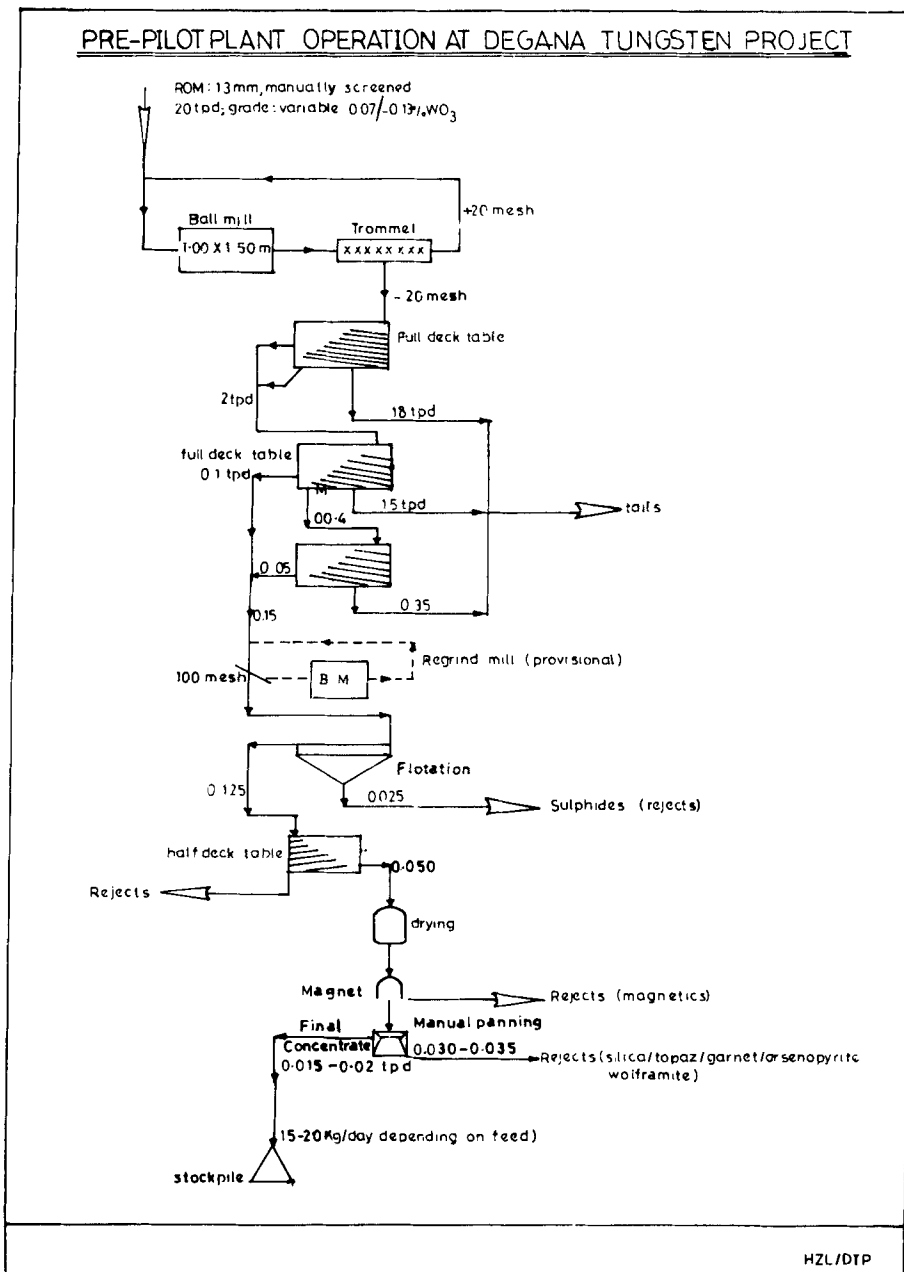 PRE-PILOT PLANT OPERATION AT DEGANA TUNGSTEN PROJECT
ROM: 13mm, manually screened
20 tpd; grade: variable 0.07/-0.13% WO3
+20 mesh
Ball mill
1.00 X 1.50 m
Trommel
xxxxxxxx
- 20 mesh
Full deck table
2 tpd
18 tpd
full deck table
0.1 tpd
M
1.5 tpd
tails
00.4
0.05
0.35
0.15
Regrind mill (provisional)
100 mesh
B M
Flotation
0.125
0.025
Sulphides (rejects)
half deck table
0.050
Rejects
drying
Magnet
Rejects (magnetics)
Final
Manual panning
Concentrate
0.030-0.035
0.015-0.02 tpd
Rejects (silica/topaz/garnet/arsenopyrite
wolframite)
15-20 Kg/day depending on feed)
stockpile
HZL/DTP